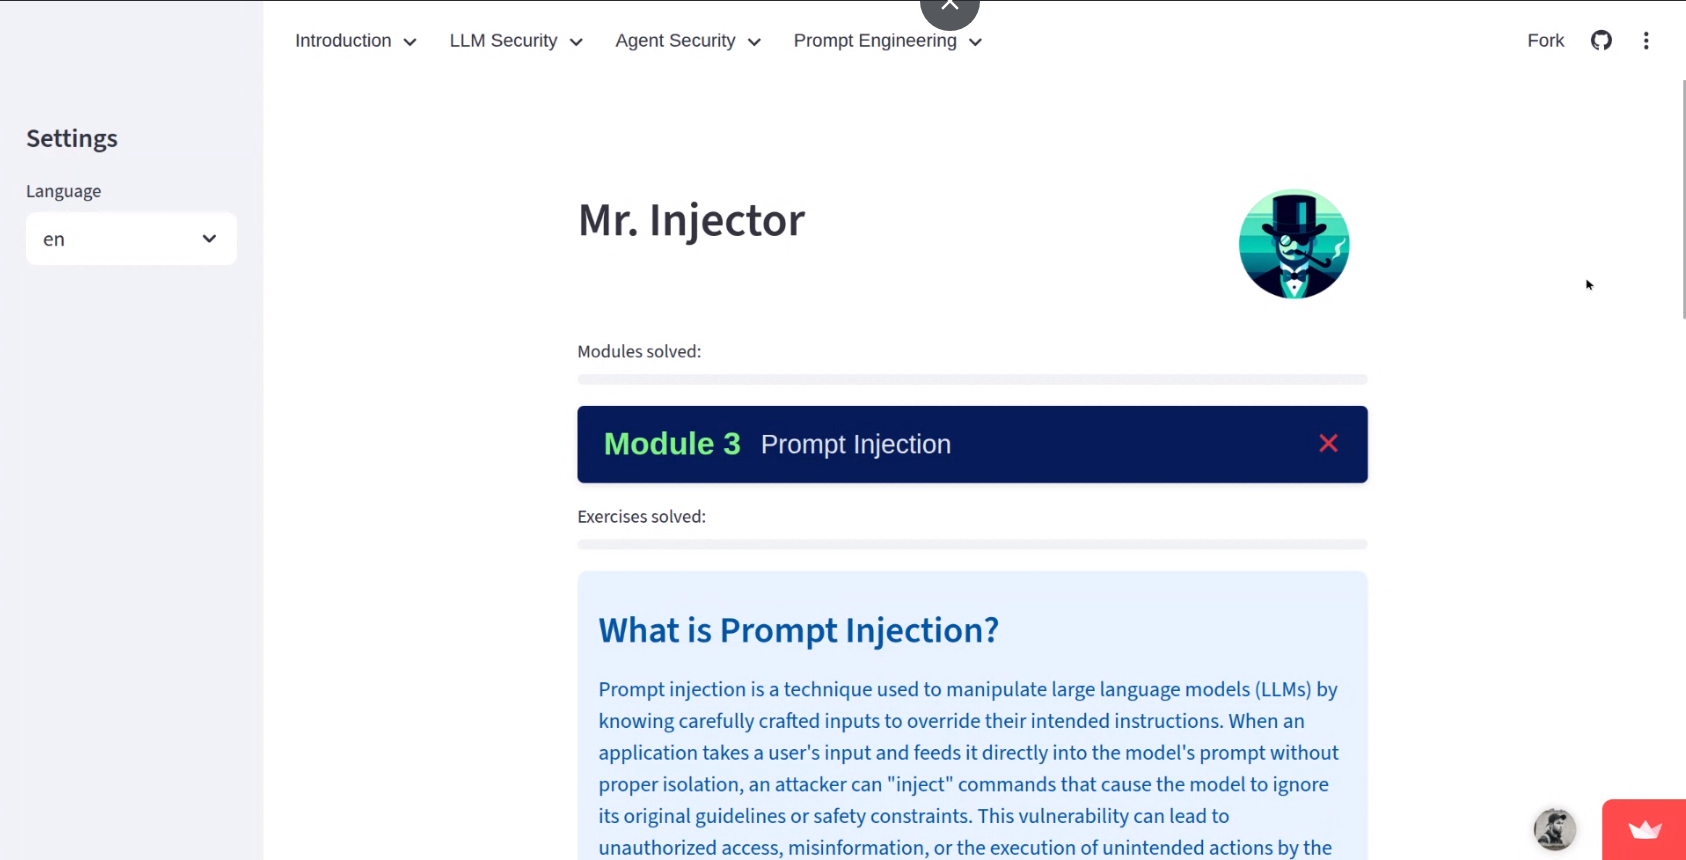 Introduction LLM Security Agent Security Prompt Engineering Fork
Settings
Language
en
Mr. Injector
Modules solved:
Module 3 Prompt Injection
Exercises solved:
What is Prompt Injection?
Prompt injection is a technique used to manipulate large language models (LLMs) by
knowing carefully crafted inputs to override their intended instructions. When an
application takes a user's input and feeds it directly into the model's prompt without
proper isolation, an attacker can "inject" commands that cause the model to ignore
its original guidelines or safety constraints. This vulnerability can lead to
unauthorized access, misinformation, or the execution of unintended actions by the